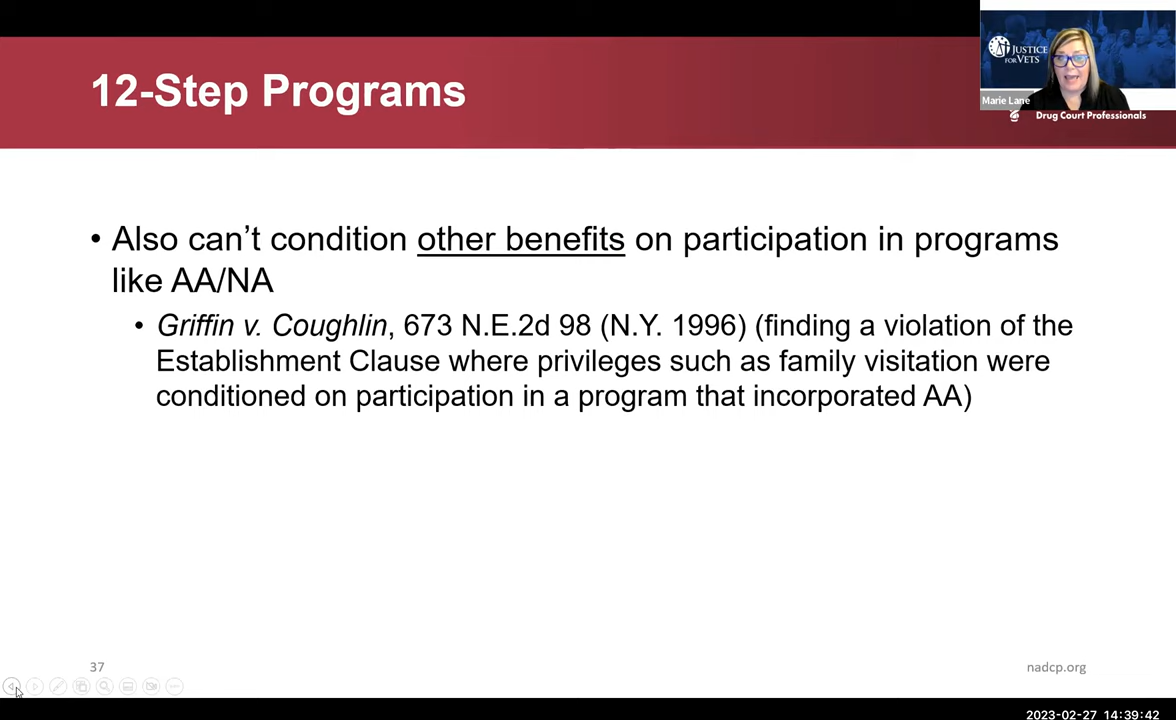 12-Step Programs
JUSTICE
FOR VETS
Marie Lane
Drug Court Professionals
• Also can’t condition other benefits on participation in programs
like AA/NA
• Griffin v. Coughlin, 673 N.E.2d 98 (N.Y. 1996) (finding a violation of the
Establishment Clause where privileges such as family visitation were
conditioned on participation in a program that incorporated AA)
37
nadcp.org
2023-02-27 14:39:42